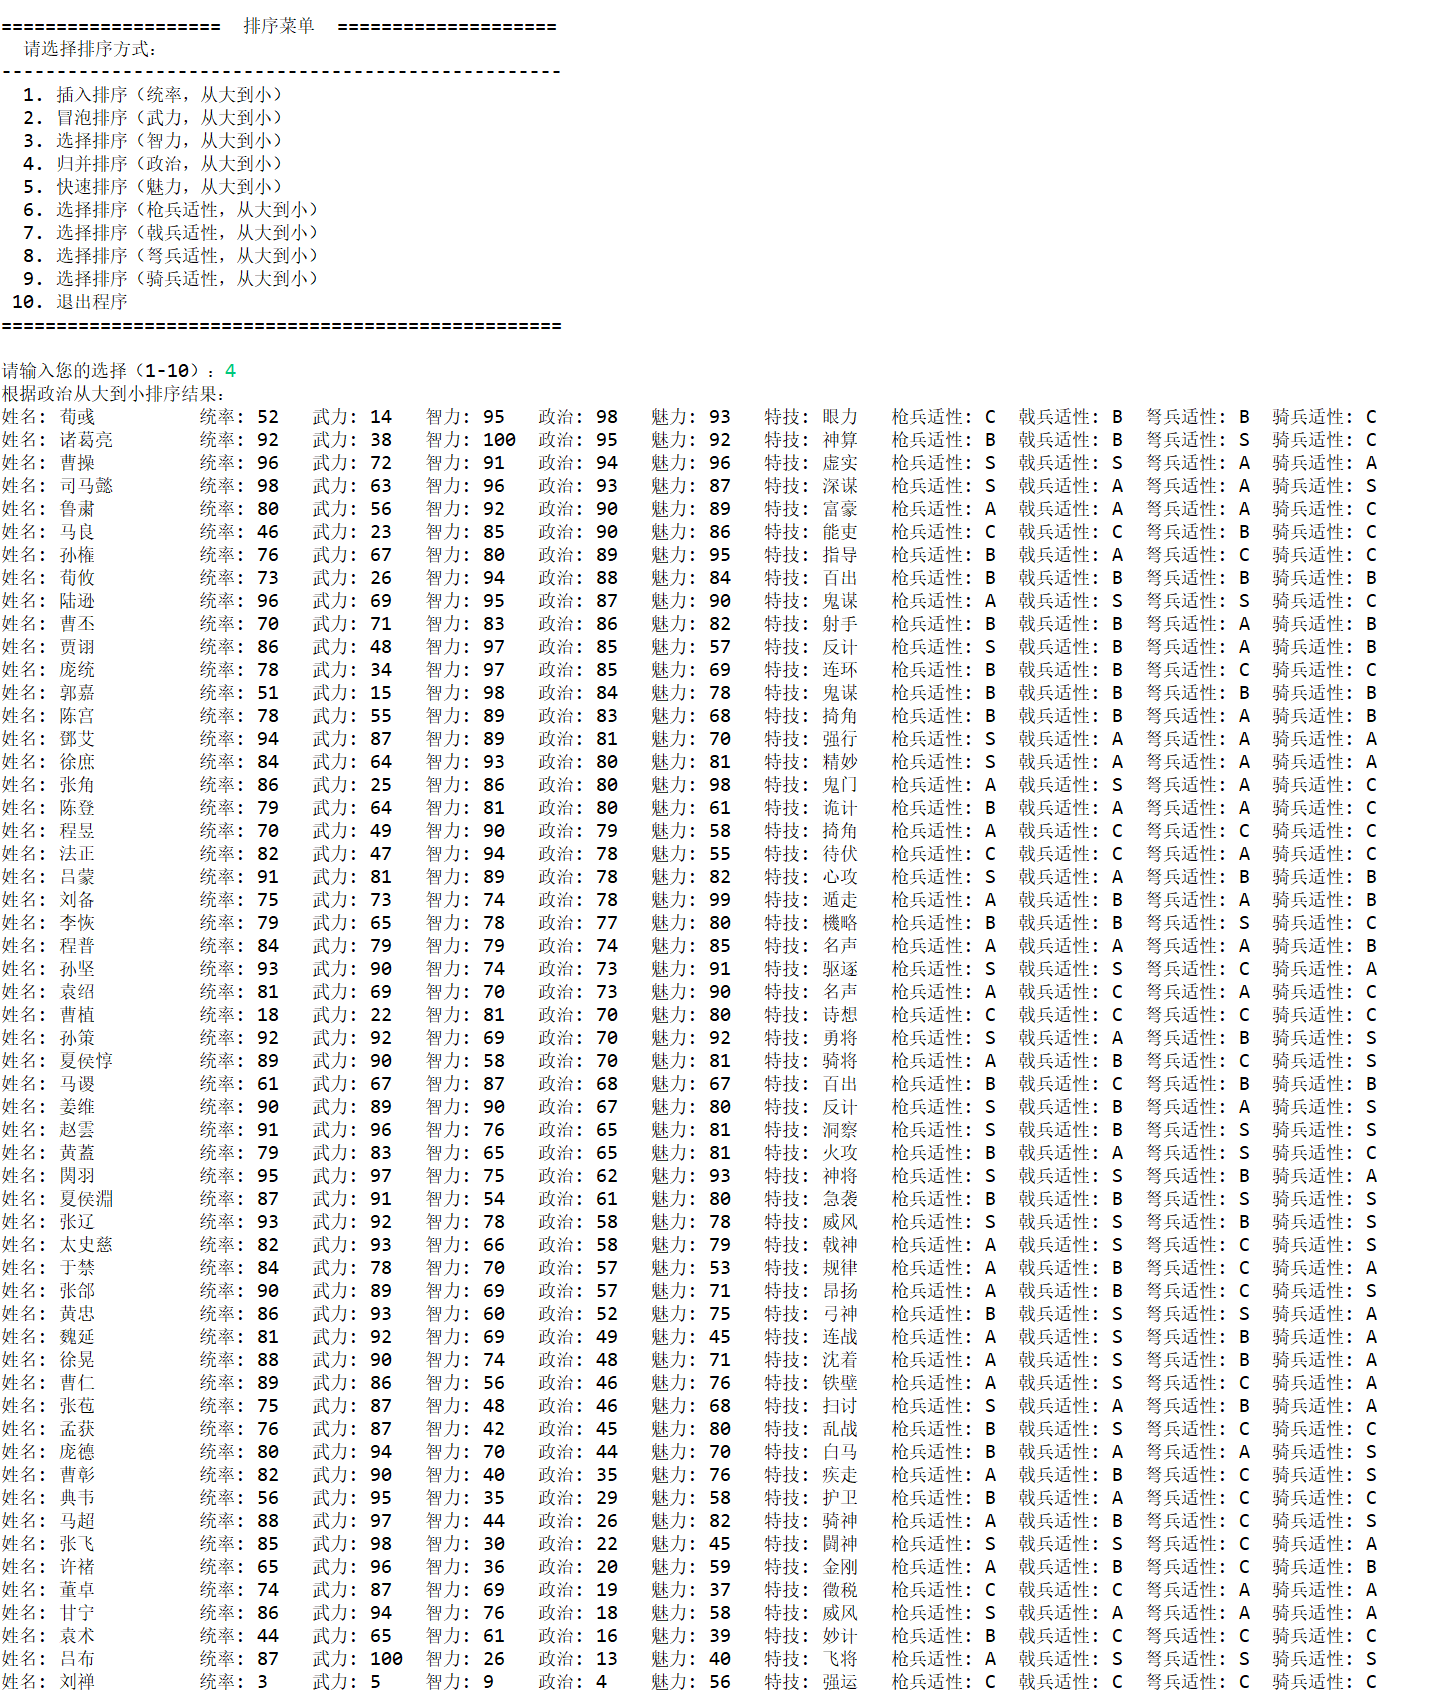 ====================  排序菜单  ====================
  请选择排序方式：
---------------------------------------------------
  1. 插入排序（统率，从大到小）
  2. 冒泡排序（武力，从大到小）
  3. 选择排序（智力，从大到小）
  4. 归并排序（政治，从大到小）
  5. 快速排序（魅力，从大到小）
  6. 选择排序（枪兵适性，从大到小）
  7. 选择排序（戟兵适性，从大到小）
  8. 选择排序（弩兵适性，从大到小）
  9. 选择排序（骑兵适性，从大到小）
 10. 退出程序
===================================================
请输入您的选择（1-10）：4
根据政治从大到小排序结果：
姓名: 荀彧 统率: 52 武力: 14 智力: 95 政治: 98 魅力: 93 特技: 眼力 枪兵适性: C 戟兵适性: B 弩兵适性: B 骑兵适性: C
姓名: 诸葛亮 统率: 92 武力: 38 智力: 100 政治: 95 魅力: 92 特技: 神算 枪兵适性: B 戟兵适性: B 弩兵适性: S 骑兵适性: C
姓名: 曹操 统率: 96 武力: 72 智力: 91 政治: 94 魅力: 96 特技: 虚实 枪兵适性: S 戟兵适性: S 弩兵适性: A 骑兵适性: A
姓名: 司马懿 统率: 98 武力: 63 智力: 96 政治: 93 魅力: 87 特技: 深谋 枪兵适性: S 戟兵适性: A 弩兵适性: A 骑兵适性: S
姓名: 鲁肃 统率: 80 武力: 56 智力: 92 政治: 90 魅力: 89 特技: 富豪 枪兵适性: A 戟兵适性: A 弩兵适性: A 骑兵适性: C
姓名: 马良 统率: 46 武力: 23 智力: 85 政治: 90 魅力: 86 特技: 能吏 枪兵适性: C 戟兵适性: C 弩兵适性: B 骑兵适性: C
姓名: 孙権 统率: 76 武力: 67 智力: 80 政治: 89 魅力: 95 特技: 指导 枪兵适性: B 戟兵适性: A 弩兵适性: C 骑兵适性: C
姓名: 荀攸 统率: 73 武力: 26 智力: 94 政治: 88 魅力: 84 特技: 百出 枪兵适性: B 戟兵适性: B 弩兵适性: B 骑兵适性: B
姓名: 陆逊 统率: 96 武力: 69 智力: 95 政治: 87 魅力: 90 特技: 鬼谋 枪兵适性: A 戟兵适性: S 弩兵适性: S 骑兵适性: C
姓名: 曹丕 统率: 70 武力: 71 智力: 83 政治: 86 魅力: 82 特技: 射手 枪兵适性: B 戟兵适性: B 弩兵适性: A 骑兵适性: B
姓名: 贾诩 统率: 86 武力: 48 智力: 97 政治: 85 魅力: 57 特技: 反计 枪兵适性: S 戟兵适性: B 弩兵适性: A 骑兵适性: B
姓名: 庞统 统率: 78 武力: 34 智力: 97 政治: 85 魅力: 69 特技: 连环 枪兵适性: B 戟兵适性: B 弩兵适性: C 骑兵适性: C
姓名: 郭嘉 统率: 51 武力: 15 智力: 98 政治: 84 魅力: 78 特技: 鬼谋 枪兵适性: B 戟兵适性: B 弩兵适性: B 骑兵适性: B
姓名: 陈宫 统率: 78 武力: 55 智力: 89 政治: 83 魅力: 68 特技: 掎角 枪兵适性: B 戟兵适性: B 弩兵适性: A 骑兵适性: B
姓名: 鄧艾 统率: 94 武力: 87 智力: 89 政治: 81 魅力: 70 特技: 强行 枪兵适性: S 戟兵适性: A 弩兵适性: A 骑兵适性: A
姓名: 徐庶 统率: 84 武力: 64 智力: 93 政治: 80 魅力: 81 特技: 精妙 枪兵适性: S 戟兵适性: A 弩兵适性: A 骑兵适性: A
姓名: 张角 统率: 86 武力: 25 智力: 86 政治: 80 魅力: 98 特技: 鬼门 枪兵适性: A 戟兵适性: S 弩兵适性: A 骑兵适性: C
姓名: 陈登 统率: 79 武力: 64 智力: 81 政治: 80 魅力: 61 特技: 诡计 枪兵适性: B 戟兵适性: A 弩兵适性: A 骑兵适性: C
姓名: 程昱 统率: 70 武力: 49 智力: 90 政治: 79 魅力: 58 特技: 掎角 枪兵适性: A 戟兵适性: C 弩兵适性: C 骑兵适性: C
姓名: 法正 统率: 82 武力: 47 智力: 94 政治: 78 魅力: 55 特技: 待伏 枪兵适性: C 戟兵适性: C 弩兵适性: A 骑兵适性: C
姓名: 吕蒙 统率: 91 武力: 81 智力: 89 政治: 78 魅力: 82 特技: 心攻 枪兵适性: S 戟兵适性: A 弩兵适性: B 骑兵适性: B
姓名: 刘备 统率: 75 武力: 73 智力: 74 政治: 78 魅力: 99 特技: 遁走 枪兵适性: A 戟兵适性: B 弩兵适性: A 骑兵适性: B
姓名: 李恢 统率: 79 武力: 65 智力: 78 政治: 77 魅力: 80 特技: 機略 枪兵适性: B 戟兵适性: B 弩兵适性: S 骑兵适性: C
姓名: 程普 统率: 84 武力: 79 智力: 79 政治: 74 魅力: 85 特技: 名声 枪兵适性: A 戟兵适性: A 弩兵适性: A 骑兵适性: B
姓名: 孙坚 统率: 93 武力: 90 智力: 74 政治: 73 魅力: 91 特技: 驱逐 枪兵适性: S 戟兵适性: S 弩兵适性: C 骑兵适性: A
姓名: 袁绍 统率: 81 武力: 69 智力: 70 政治: 73 魅力: 90 特技: 名声 枪兵适性: A 戟兵适性: C 弩兵适性: A 骑兵适性: C
姓名: 曹植 统率: 18 武力: 22 智力: 81 政治: 70 魅力: 80 特技: 诗想 枪兵适性: C 戟兵适性: C 弩兵适性: C 骑兵适性: C
姓名: 孙策 统率: 92 武力: 92 智力: 69 政治: 70 魅力: 92 特技: 勇将 枪兵适性: S 戟兵适性: A 弩兵适性: B 骑兵适性: S
姓名: 夏侯惇 统率: 89 武力: 90 智力: 58 政治: 70 魅力: 81 特技: 骑将 枪兵适性: A 戟兵适性: B 弩兵适性: C 骑兵适性: S
姓名: 马谡 统率: 61 武力: 67 智力: 87 政治: 68 魅力: 67 特技: 百出 枪兵适性: B 戟兵适性: C 弩兵适性: B 骑兵适性: B
姓名: 姜维 统率: 90 武力: 89 智力: 90 政治: 67 魅力: 80 特技: 反计 枪兵适性: S 戟兵适性: B 弩兵适性: A 骑兵适性: S
姓名: 赵雲 统率: 91 武力: 96 智力: 76 政治: 65 魅力: 81 特技: 洞察 枪兵适性: S 戟兵适性: B 弩兵适性: S 骑兵适性: S
姓名: 黄蓋 统率: 79 武力: 83 智力: 65 政治: 65 魅力: 81 特技: 火攻 枪兵适性: B 戟兵适性: A 弩兵适性: S 骑兵适性: C
姓名: 関羽 统率: 95 武力: 97 智力: 75 政治: 62 魅力: 93 特技: 神将 枪兵适性: S 戟兵适性: S 弩兵适性: B 骑兵适性: A
姓名: 夏侯淵 统率: 87 武力: 91 智力: 54 政治: 61 魅力: 80 特技: 急袭 枪兵适性: B 戟兵适性: B 弩兵适性: S 骑兵适性: S
姓名: 张辽 统率: 93 武力: 92 智力: 78 政治: 58 魅力: 78 特技: 威风 枪兵适性: S 戟兵适性: S 弩兵适性: B 骑兵适性: S
姓名: 太史慈 统率: 82 武力: 93 智力: 66 政治: 58 魅力: 79 特技: 戟神 枪兵适性: A 戟兵适性: S 弩兵适性: C 骑兵适性: S
姓名: 于禁 统率: 84 武力: 78 智力: 70 政治: 57 魅力: 53 特技: 规律 枪兵适性: A 戟兵适性: B 弩兵适性: C 骑兵适性: A
姓名: 张郃 统率: 90 武力: 89 智力: 69 政治: 57 魅力: 71 特技: 昂扬 枪兵适性: A 戟兵适性: B 弩兵适性: C 骑兵适性: S
姓名: 黄忠 统率: 86 武力: 93 智力: 60 政治: 52 魅力: 75 特技: 弓神 枪兵适性: B 戟兵适性: S 弩兵适性: S 骑兵适性: A
姓名: 魏延 统率: 81 武力: 92 智力: 69 政治: 49 魅力: 45 特技: 连战 枪兵适性: A 戟兵适性: S 弩兵适性: B 骑兵适性: A
姓名: 徐晃 统率: 88 武力: 90 智力: 74 政治: 48 魅力: 71 特技: 沈着 枪兵适性: A 戟兵适性: S 弩兵适性: B 骑兵适性: A
姓名: 曹仁 统率: 89 武力: 86 智力: 56 政治: 46 魅力: 76 特技: 铁壁 枪兵适性: A 戟兵适性: S 弩兵适性: C 骑兵适性: A
姓名: 张苞 统率: 75 武力: 87 智力: 48 政治: 46 魅力: 68 特技: 扫讨 枪兵适性: S 戟兵适性: A 弩兵适性: B 骑兵适性: A
姓名: 孟获 统率: 76 武力: 87 智力: 42 政治: 45 魅力: 80 特技: 乱战 枪兵适性: B 戟兵适性: S 弩兵适性: C 骑兵适性: C
姓名: 庞德 统率: 80 武力: 94 智力: 70 政治: 44 魅力: 70 特技: 白马 枪兵适性: B 戟兵适性: A 弩兵适性: A 骑兵适性: S
姓名: 曹彰 统率: 82 武力: 90 智力: 40 政治: 35 魅力: 76 特技: 疾走 枪兵适性: A 戟兵适性: B 弩兵适性: C 骑兵适性: S
姓名: 典韦 统率: 56 武力: 95 智力: 35 政治: 29 魅力: 58 特技: 护卫 枪兵适性: B 戟兵适性: A 弩兵适性: C 骑兵适性: C
姓名: 马超 统率: 88 武力: 97 智力: 44 政治: 26 魅力: 82 特技: 骑神 枪兵适性: A 戟兵适性: B 弩兵适性: C 骑兵适性: S
姓名: 张飞 统率: 85 武力: 98 智力: 30 政治: 22 魅力: 45 特技: 闘神 枪兵适性: S 戟兵适性: S 弩兵适性: C 骑兵适性: A
姓名: 许褚 统率: 65 武力: 96 智力: 36 政治: 20 魅力: 59 特技: 金刚 枪兵适性: A 戟兵适性: B 弩兵适性: C 骑兵适性: B
姓名: 董卓 统率: 74 武力: 87 智力: 69 政治: 19 魅力: 37 特技: 徴税 枪兵适性: C 戟兵适性: C 弩兵适性: A 骑兵适性: A
姓名: 甘宁 统率: 86 武力: 94 智力: 76 政治: 18 魅力: 58 特技: 威风 枪兵适性: S 戟兵适性: A 弩兵适性: A 骑兵适性: A
姓名: 袁术 统率: 44 武力: 65 智力: 61 政治: 16 魅力: 39 特技: 妙计 枪兵适性: B 戟兵适性: C 弩兵适性: C 骑兵适性: C
姓名: 吕布 统率: 87 武力: 100 智力: 26 政治: 13 魅力: 40 特技: 飞将 枪兵适性: A 戟兵适性: S 弩兵适性: S 骑兵适性: S
姓名: 刘禅 统率: 3 武力: 5 智力: 9 政治: 4 魅力: 56 特技: 强运 枪兵适性: C 戟兵适性: C 弩兵适性: C 骑兵适性: C